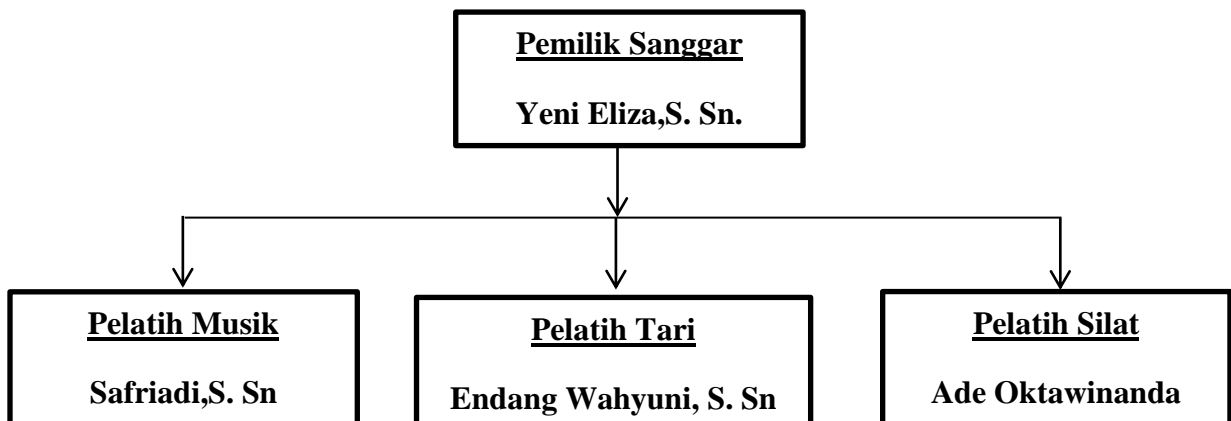 Pemilik Sanggar
Yeni Eliza,S. Sn.
Pelatih Musik
Safriadi,S. Sn
Pelatih Tari
Endang Wahyuni, S. Sn
Pelatih Silat
Ade Oktawinanda